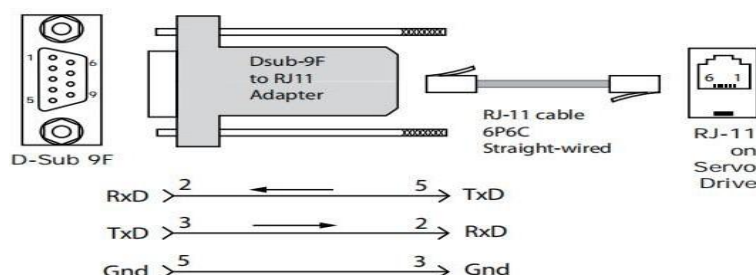 1
6
5
9
D-Sub 9F
Dsub-9F
to RJ11
Adapter
RJ-11 cable
6P6C
Straight-wired
6 1
RJ-11
on
Servo
Drive
RxD 2 5 TxD
TxD 3 2 RxD
Gnd 5 3 Gnd